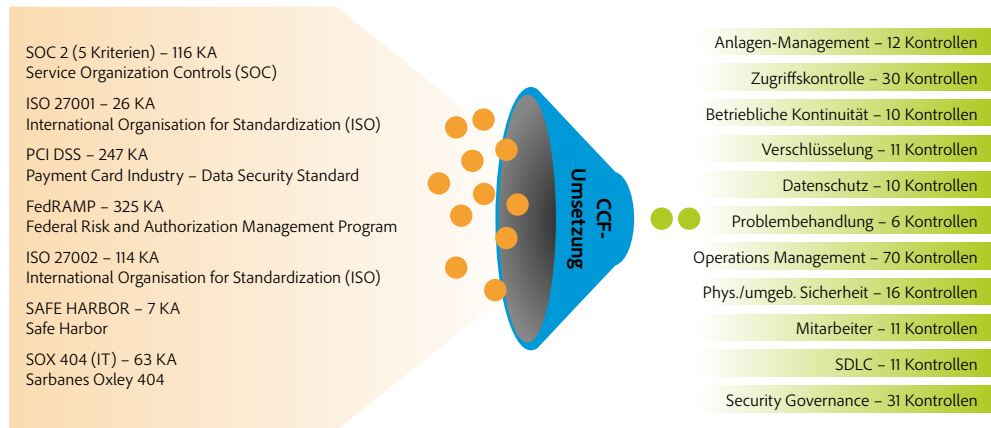 SOC 2 (5 Kriterien) – 116 KA
Service Organization Controls (SOC)
ISO 27001 – 26 KA
International Organisation for Standardization (ISO)
PCI DSS – 247 KA
Payment Card Industry – Data Security Standard
FedRAMP – 325 KA
Federal Risk and Authorization Management Program
ISO 27002 – 114 KA
International Organisation for Standardization (ISO)
SAFE HARBOR – 7 KA
Safe Harbor
SOX 404 (IT) – 63 KA
Sarbanes Oxley 404
CCF-
Umsetzung
Anlagen-Management – 12 Kontrollen
Zugriffskontrolle – 30 Kontrollen
Betriebliche Kontinuität – 10 Kontrollen
Verschlüsselung – 11 Kontrollen
Datenschutz – 10 Kontrollen
Problembehandlung – 6 Kontrollen
Operations Management – 70 Kontrollen
Phys./umgeb. Sicherheit – 16 Kontrollen
Mitarbeiter – 11 Kontrollen
SDLC – 11 Kontrollen
Security Governance – 31 Kontrollen